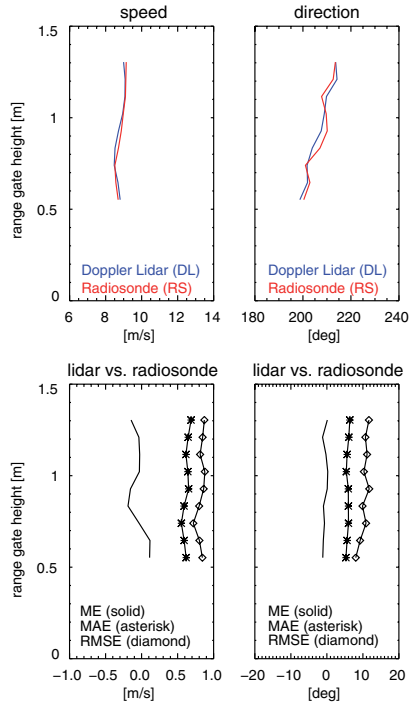 speed
direction
1.5
1.0
0.5
0
range gate height [m]
Doppler Lidar (DL)
Radiosonde (RS)
Doppler Lidar (DL)
Radiosonde (RS)
6 8 10 12 14
180 200 220 240
[m/s]
[deg]
lidar vs. radiosonde
lidar vs. radiosonde
1.5
1.0
0.5
0
range gate height [m]
ME (solid)
MAE (asterisk)
RMSE (diamond)
ME (solid)
MAE (asterisk)
RMSE (diamond)
−1.0 −0.5 0.0 0.5 1.0
−20 −10 0 10 20
[m/s]
[deg]